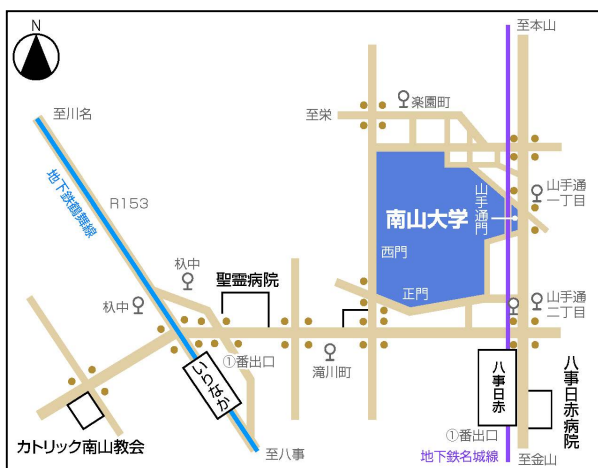 N
至本山
至川名
至栄
楽園町
R153
地下鉄鶴舞線
山手通門
山手通
一丁目
南山大学
西門
正門
杁中
聖霊病院
杁中
山手通
二丁目
①番出口
滝川町
いりなか
八事日赤
八事日赤病院
カトリック南山教会
至八事
①番出口
地下鉄名城線
至金山